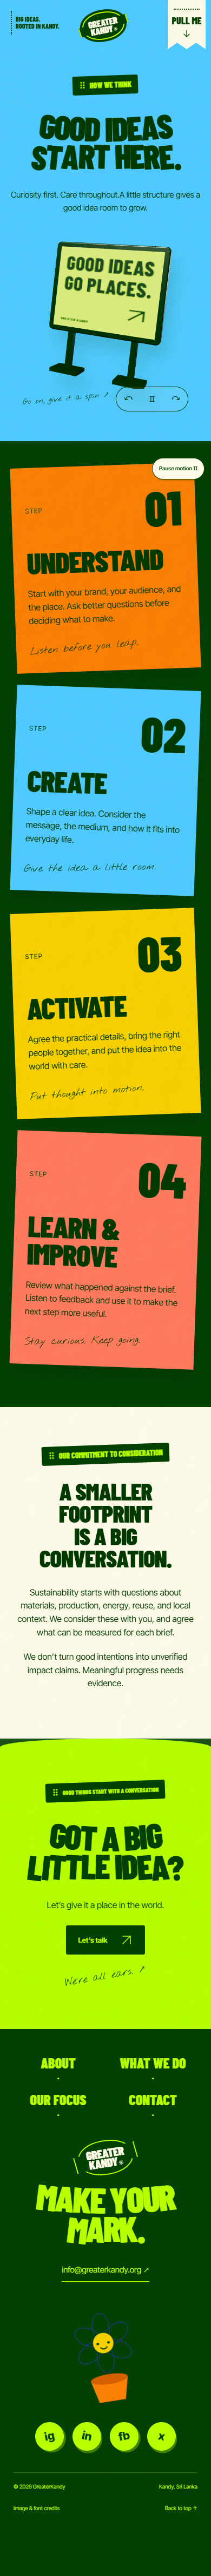 BIG IDEAS.
ROOTED IN KANDY.
GREATER
KANDY
PULL ME
↓
HOW WE THINK
GOOD IDEAS
START HERE.
Curiosity first. Care throughout.A little structure gives a
good idea room to grow.
GOOD IDEAS
GO PLACES.
Go on, give it a spin ↗
Pause motion
STEP
01
UNDERSTAND
Start with your brand, your audience, and
the place. Ask better questions before
deciding what to make.
Listen before you leap.
STEP
02
CREATE
Shape a clear idea. Consider the
message, the medium, and how it fits into
everyday life.
Give the idea a little room.
STEP
03
ACTIVATE
Agree the practical details, bring the right
people together, and put the idea into the
world with care.
Put thought into motion.
STEP
04
LEARN &
IMPROVE
Review what happened against the brief.
Listen to feedback and use it to make the
next step more useful.
Stay curious. Keep going.
OUR COMMITMENT TO CONSIDERATION
A SMALLER
FOOTPRINT
IS A BIG
CONVERSATION.
Sustainability starts with questions about
materials, production, energy, reuse, and local
context. We consider these with you, and agree
what can be measured for each brief.
We don't turn good intentions into unverified
impact claims. Meaningful progress needs
evidence.
GOOD THINGS START WITH A CONVERSATION
GOT A BIG
LITTLE IDEA?
Let's give it a place in the world.
Let's talk ↗
We're all ears. ↗
ABOUT
WHAT WE DO
OUR FOCUS
CONTACT
GREATER
KANDY
MAKE YOUR
MARK.
info@greaterkandy.org ↗
ig
in
fb
x
© 2026 GreaterKandy
Kandy, Sri Lanka
Image & font credits
Back to top ↑